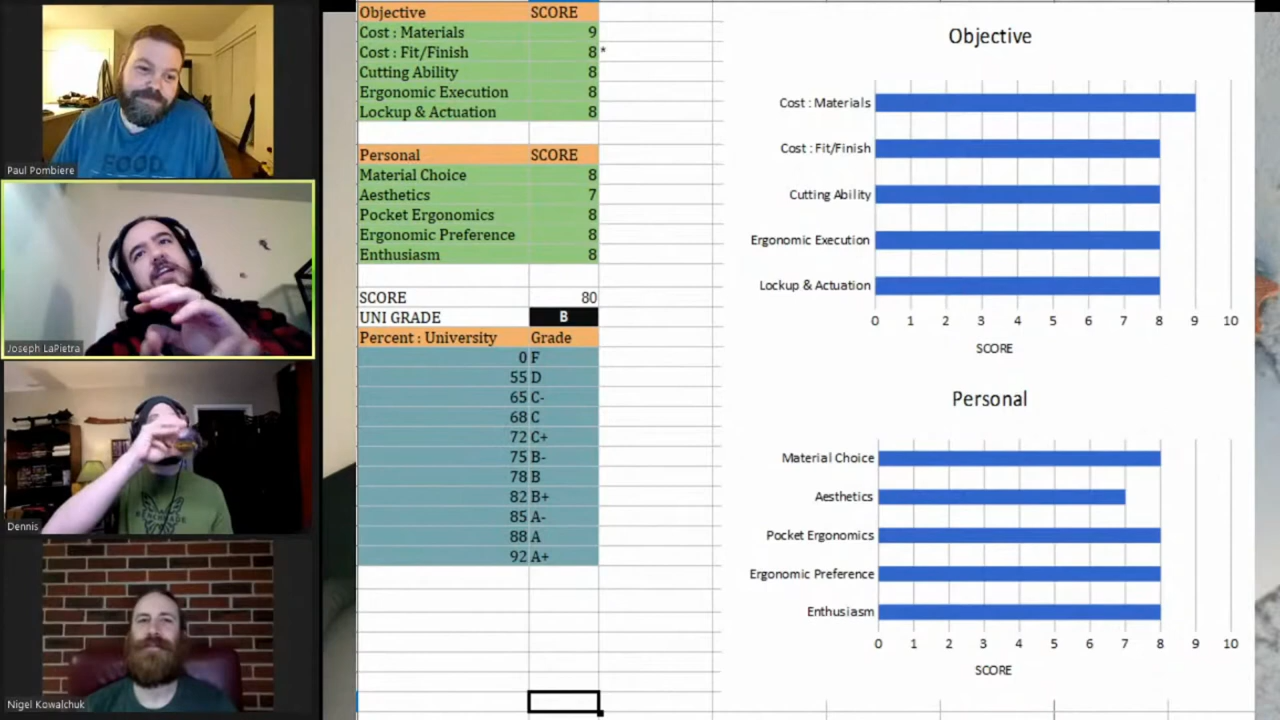 FOOD
Paul Pombiere
Joseph LaPietra
Dennis
Nigel Kowalchuk
Objective SCORE
Cost : Materials 9
Cost : Fit/Finish 8 *
Cutting Ability 8
Ergonomic Execution 8
Lockup & Actuation 8
Personal SCORE
Material Choice 8
Aesthetics 7
Pocket Ergonomics 8
Ergonomic Preference 8
Enthusiasm 8
SCORE 80
UNI GRADE B
Percent : University Grade
0 F
55 D
65 C-
68 C
72 C+
75 B-
78 B
82 B+
85 A-
88 A
92 A+
Objective
Cost : Materials
Cost : Fit/Finish
Cutting Ability
Ergonomic Execution
Lockup & Actuation
0 1 2 3 4 5 6 7 8 9 10
SCORE
Personal
Material Choice
Aesthetics
Pocket Ergonomics
Ergonomic Preference
Enthusiasm
0 1 2 3 4 5 6 7 8 9 10
SCORE